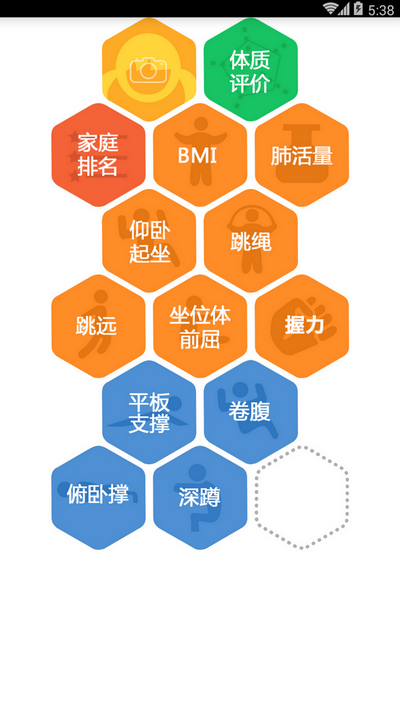 5:38
体质
评价
家庭
排名
BMI
肺活量
仰卧
起坐
跳绳
跳远
坐位体
前屈
握力
平板
支撑
卷腹
俯卧撑
深蹲